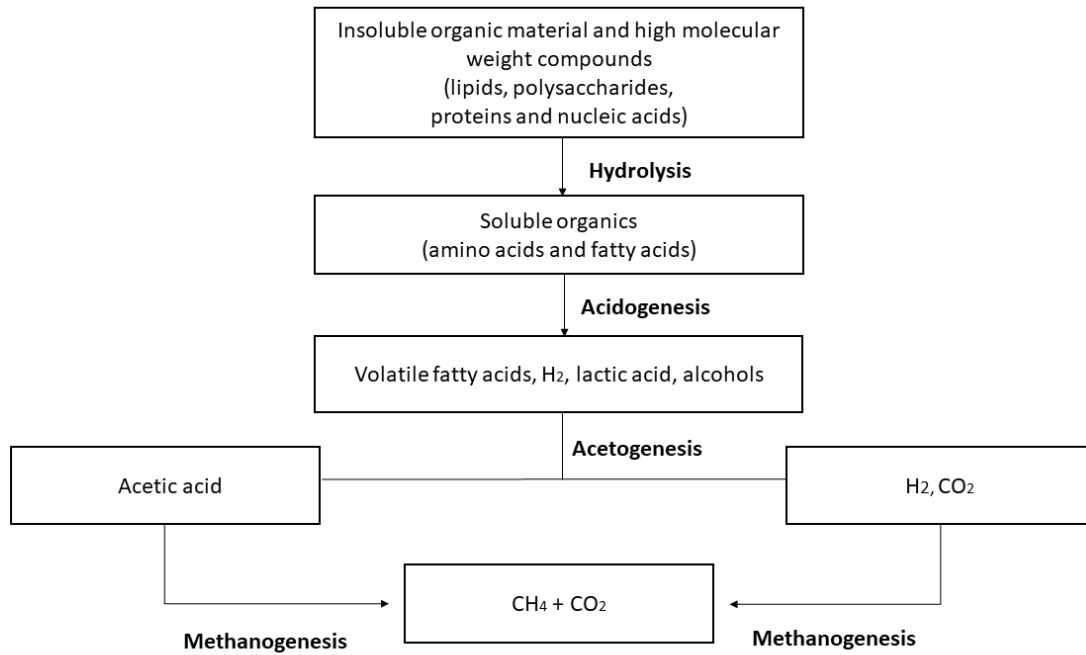 Insoluble organic material and high molecular
weight compounds
(lipids, polysaccharides,
proteins and nucleic acids)
Hydrolysis
Soluble organics
(amino acids and fatty acids)
Acidogenesis
Volatile fatty acids, H2, lactic acid, alcohols
Acetogenesis
Acetic acid
H2, CO2
CH4 + CO2
Methanogenesis
Methanogenesis